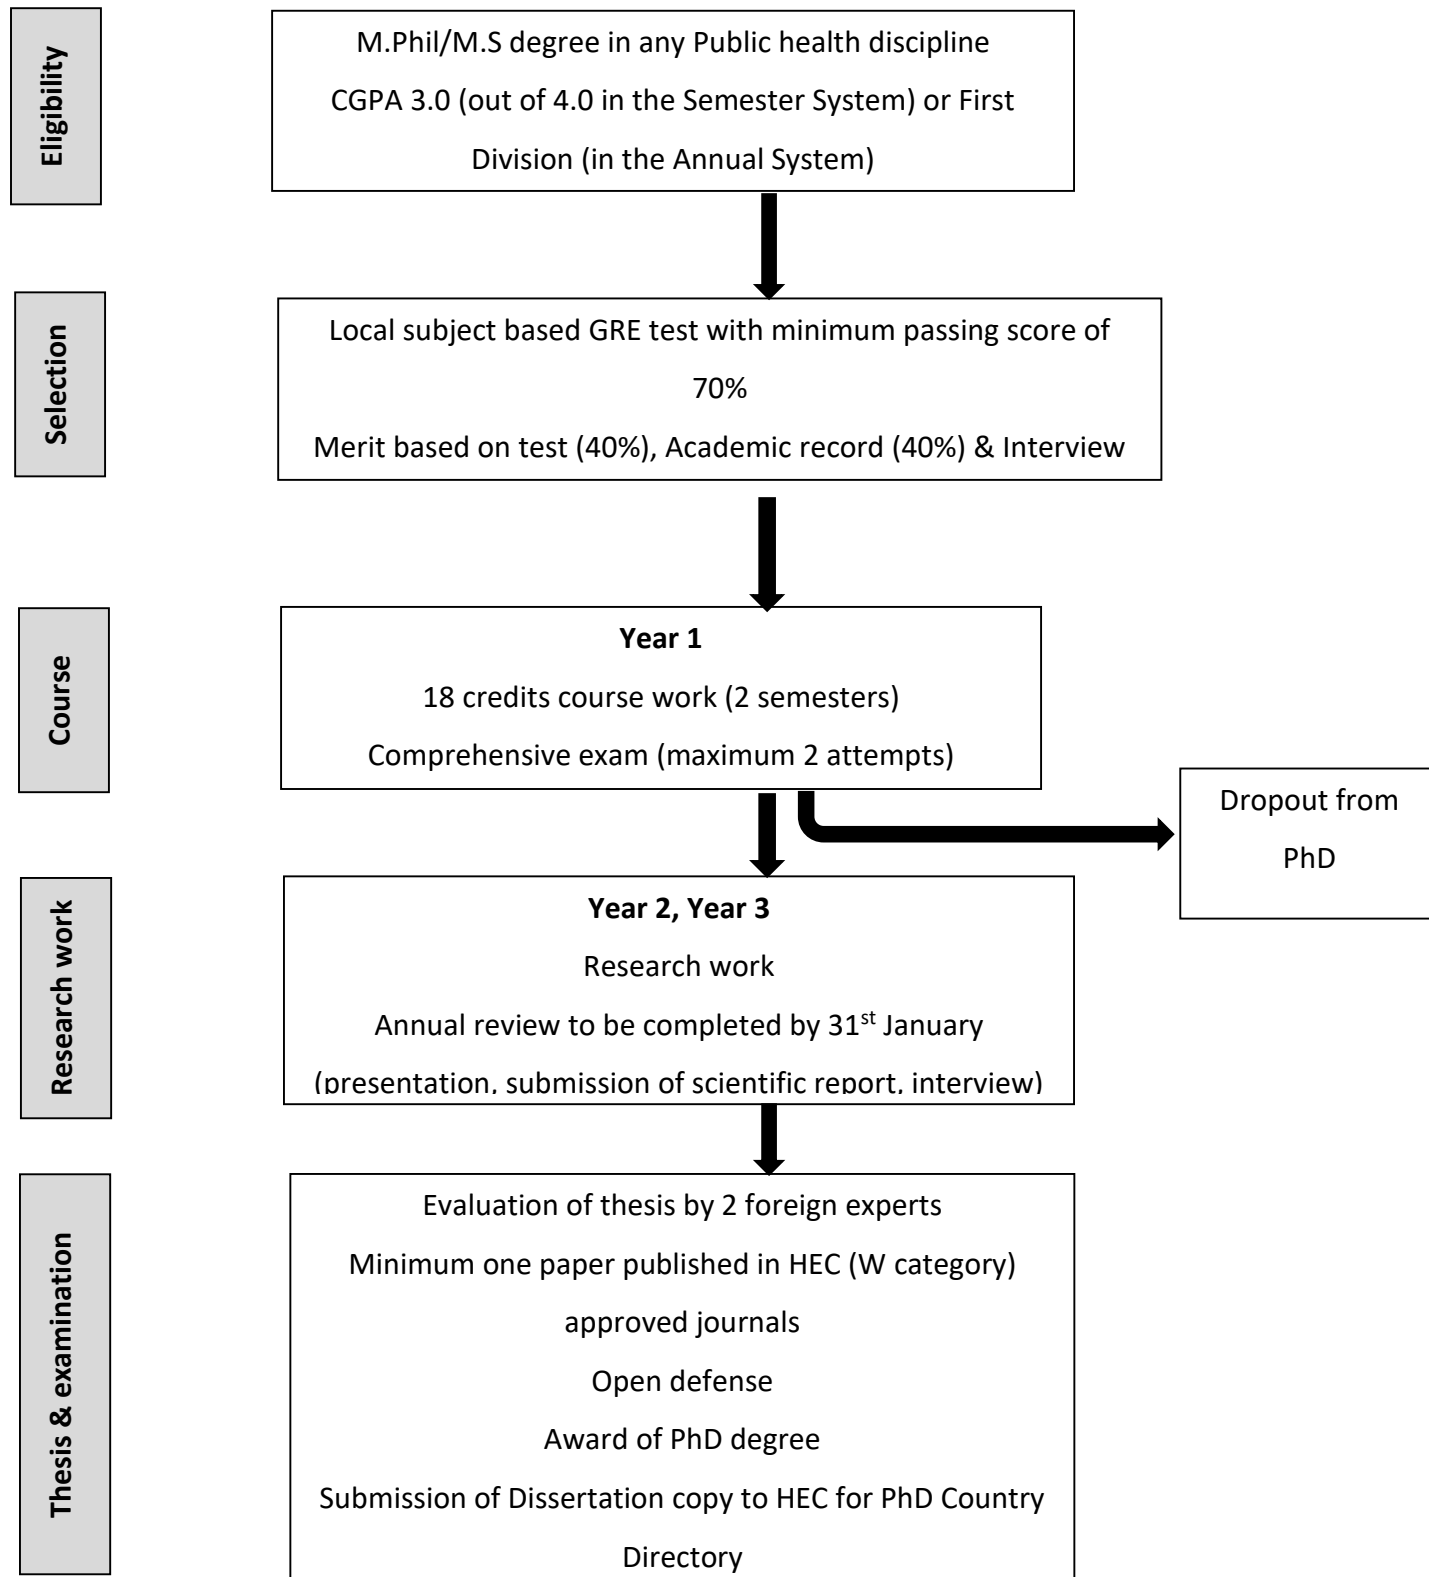 Eligibility
M.Phil/M.S degree in any Public health discipline
CGPA 3.0 (out of 4.0 in the Semester System) or First
Division (in the Annual System)
Selection
Local subject based GRE test with minimum passing score of
70%
Merit based on test (40%), Academic record (40%) & Interview
Course
Year 1
18 credits course work (2 semesters)
Comprehensive exam (maximum 2 attempts)
Dropout from
PhD
Research work
Year 2, Year 3
Research work
Annual review to be completed by 31st January
(presentation, submission of scientific report, interview)
Thesis & examination
Evaluation of thesis by 2 foreign experts
Minimum one paper published in HEC (W category)
approved journals
Open defense
Award of PhD degree
Submission of Dissertation copy to HEC for PhD Country
Directory